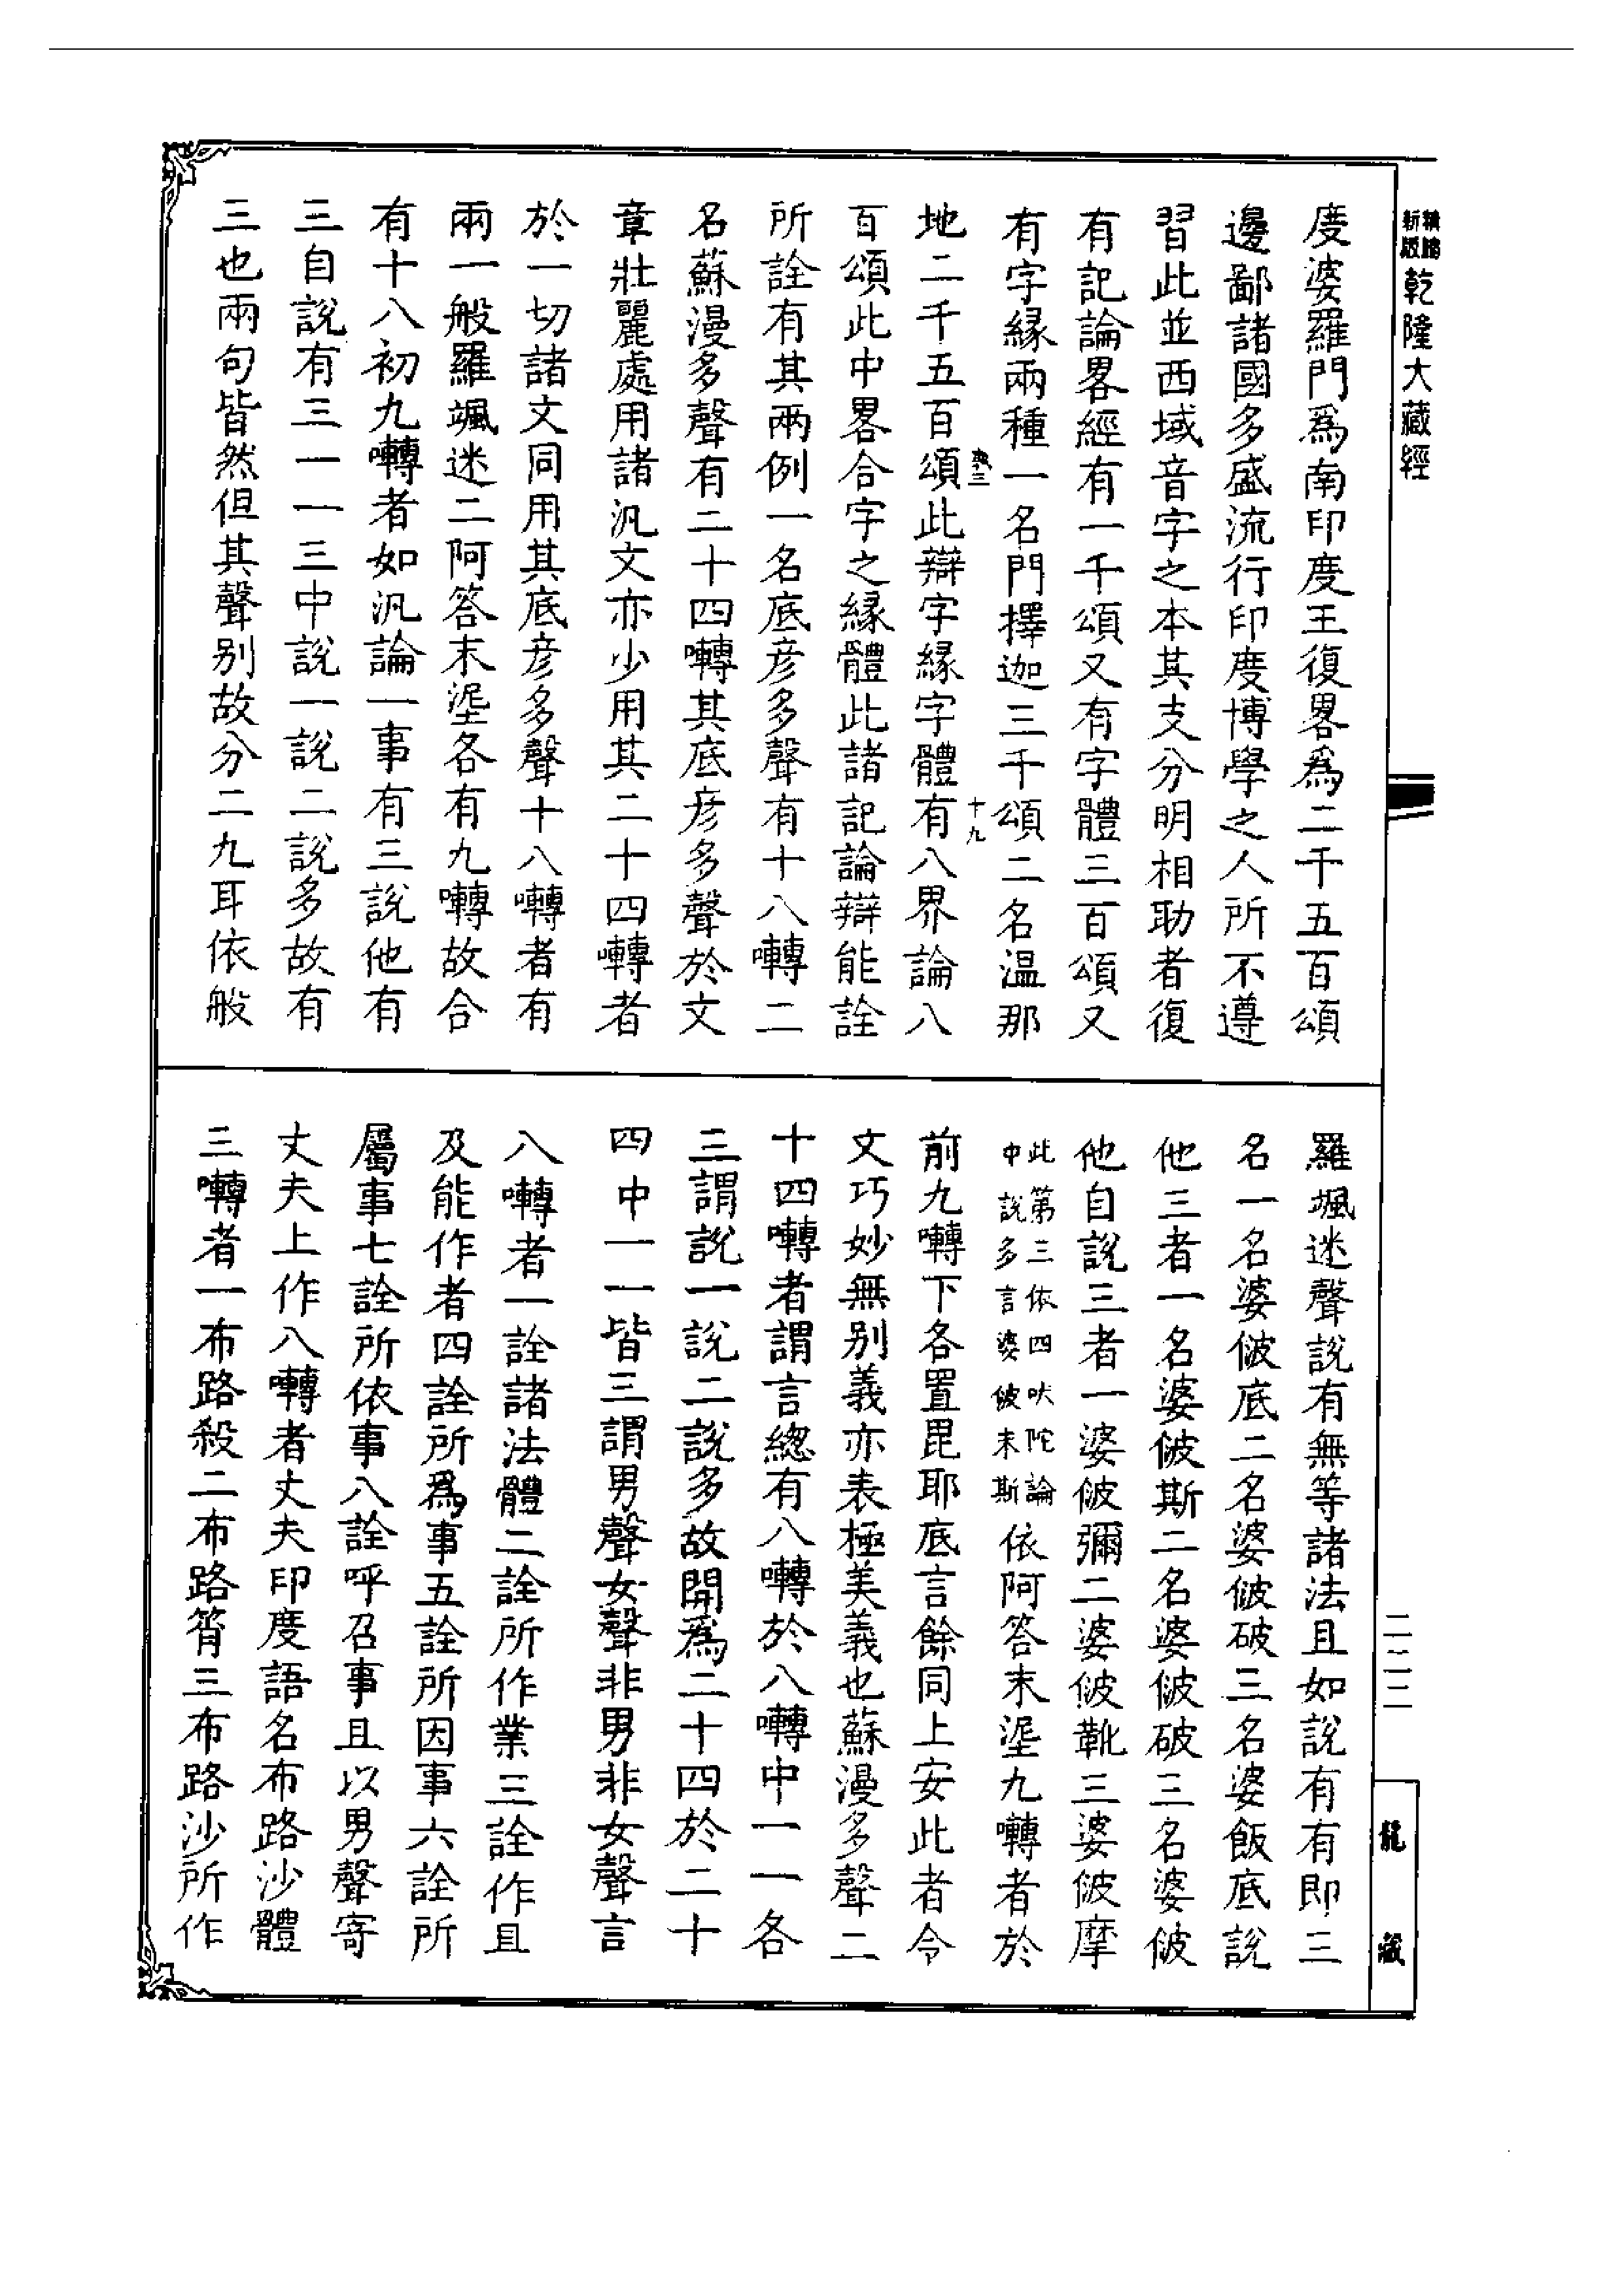 乾隆大藏經
度婆羅門爲南印度王復畧爲二千五百頌
邊鄙諸國多盛流行印度博學之人所不遵
習此並西域音字之本其支分明相助者復
有記論畧經有一千頌又有字體三百頌又
有字緣兩種一名門擇迦三千頌二名溫那
地二千五百頌此辯字緣字體有八界論八
十九
百頌此中畧合字之緣體此諸記論辯能詮
所詮有其兩例一名底彥多聲有十八囀二
名蘇漫多聲有二十四囀其底彥多聲於文
章壯麗處用諸汎文亦少用其二十四囀者
於一切諸文同用其底彥多聲十八囀者有
兩一般羅颯迷二阿答末埿各有九囀故合
有十八初九囀者如汎論一事有三說他有
三自說有三一一三中說一說二說多故有
三也兩句皆然但其聲別故分二九耳依般
羅颯迷聲說有無等諸法且如說有有即三
名一名婆㣭底二名婆㣭破三名婆飯底說
他三者一名婆㣭斯二名婆㣭破三名婆㣭
他自說三者一婆㣭彌二婆㣭靴三婆㣭摩
此第三依四吠陀論
中說多言婆㣭末斯
依阿答末埿九囀者於
前九囀下各置毘耶底言餘同上安此者令
文巧妙無別義亦表極美義也蘇漫多聲二
十四囀者謂言總有八囀於八囀中一一各
三謂說一說二說多故開爲二十四於二十
四中一一皆三謂男聲女聲非男非女聲言
八囀者一詮諸法體二詮所作業三詮作且
及能作者四詮所爲事五詮所因事六詮所
屬事七詮所依事八詮呼召事且以男聲寄
丈夫上作八囀者丈夫印度語名布路沙體
三囀者一布路殺二布路筲三布路沙所作
二二二
龍藏